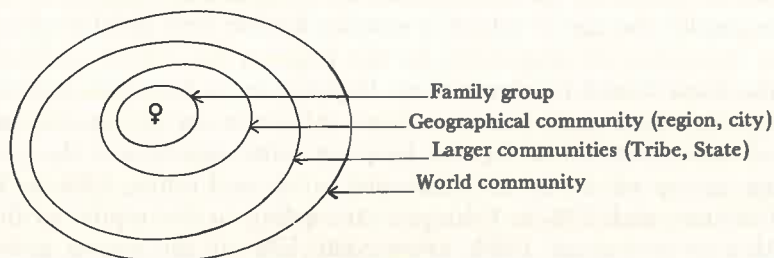 Family group
Geographical community (region, city)
Larger communities (Tribe, State)
World community